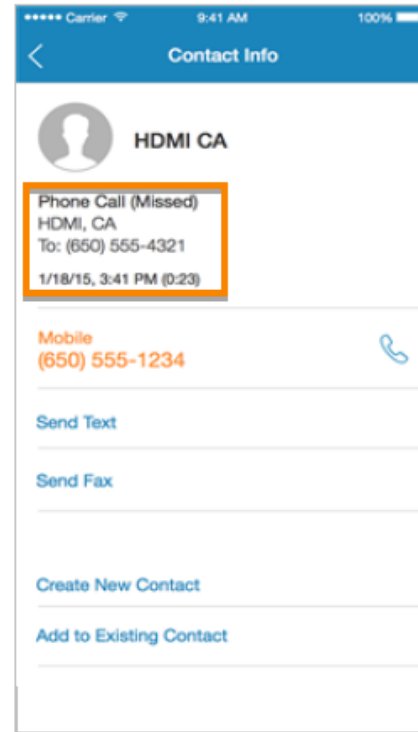 Carrier 9:41 AM 100%
Contact Info
HDMI CA
Phone Call (Missed)
HDMI, CA
To: (650) 555-4321
1/18/15, 3:41 PM (0:23)
Mobile
(650) 555-1234
Send Text
Send Fax
Create New Contact
Add to Existing Contact